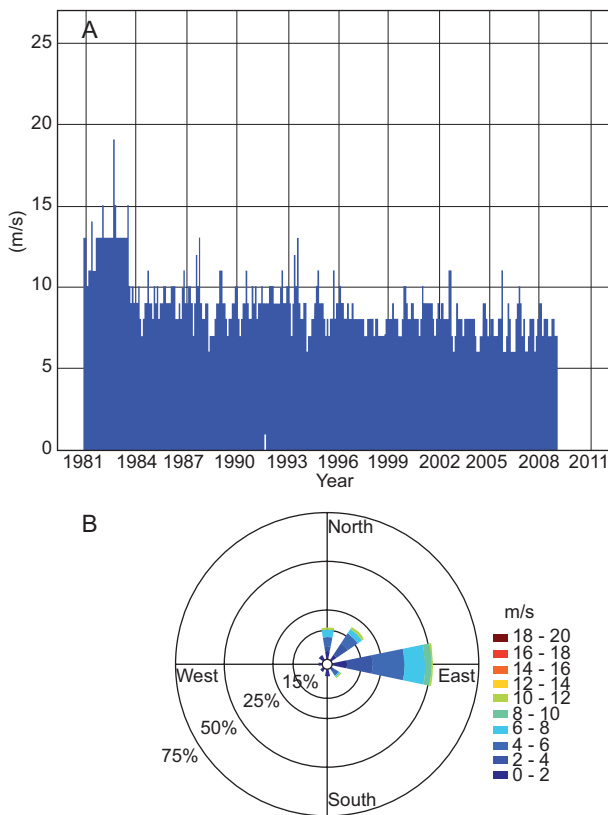 A
25
20
15
10
5
0
(m/s)
1981 1984 1987 1990 1993 1996 1999 2002 2005 2008 2011
Year
B
North
West
East
South
15%
25%
50%
75%
m/s
18 - 20
16 - 18
14 - 16
12 - 14
10 - 12
8 - 10
6 - 8
4 - 6
2 - 4
0 - 2